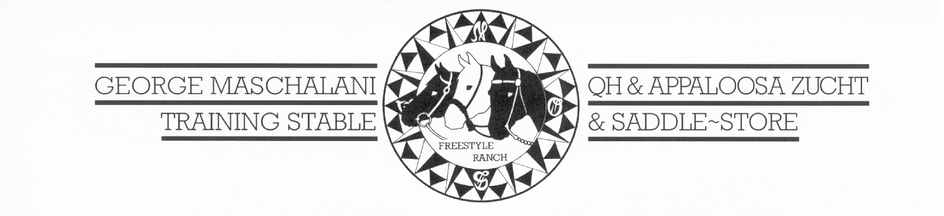 GEORGE MASCHALANI
TRAINING STABLE
FREESTYLE
RANCH
QH & APPALOOSA ZUCHT
& SADDLE~STORE